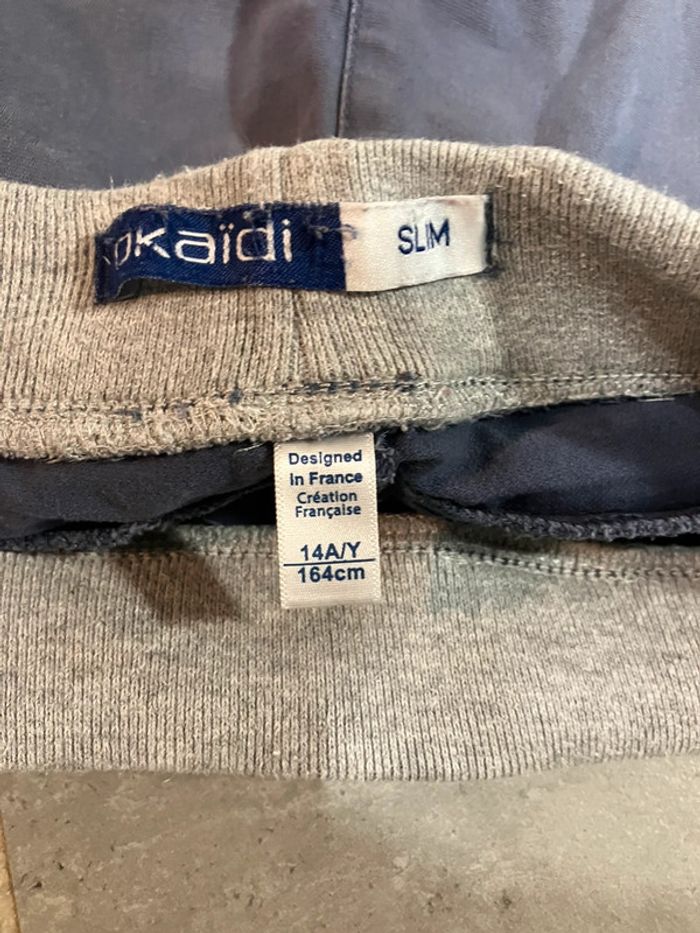 okaïdi
SLIM
Designed
In France
Création
Française
14A/Y
164cm